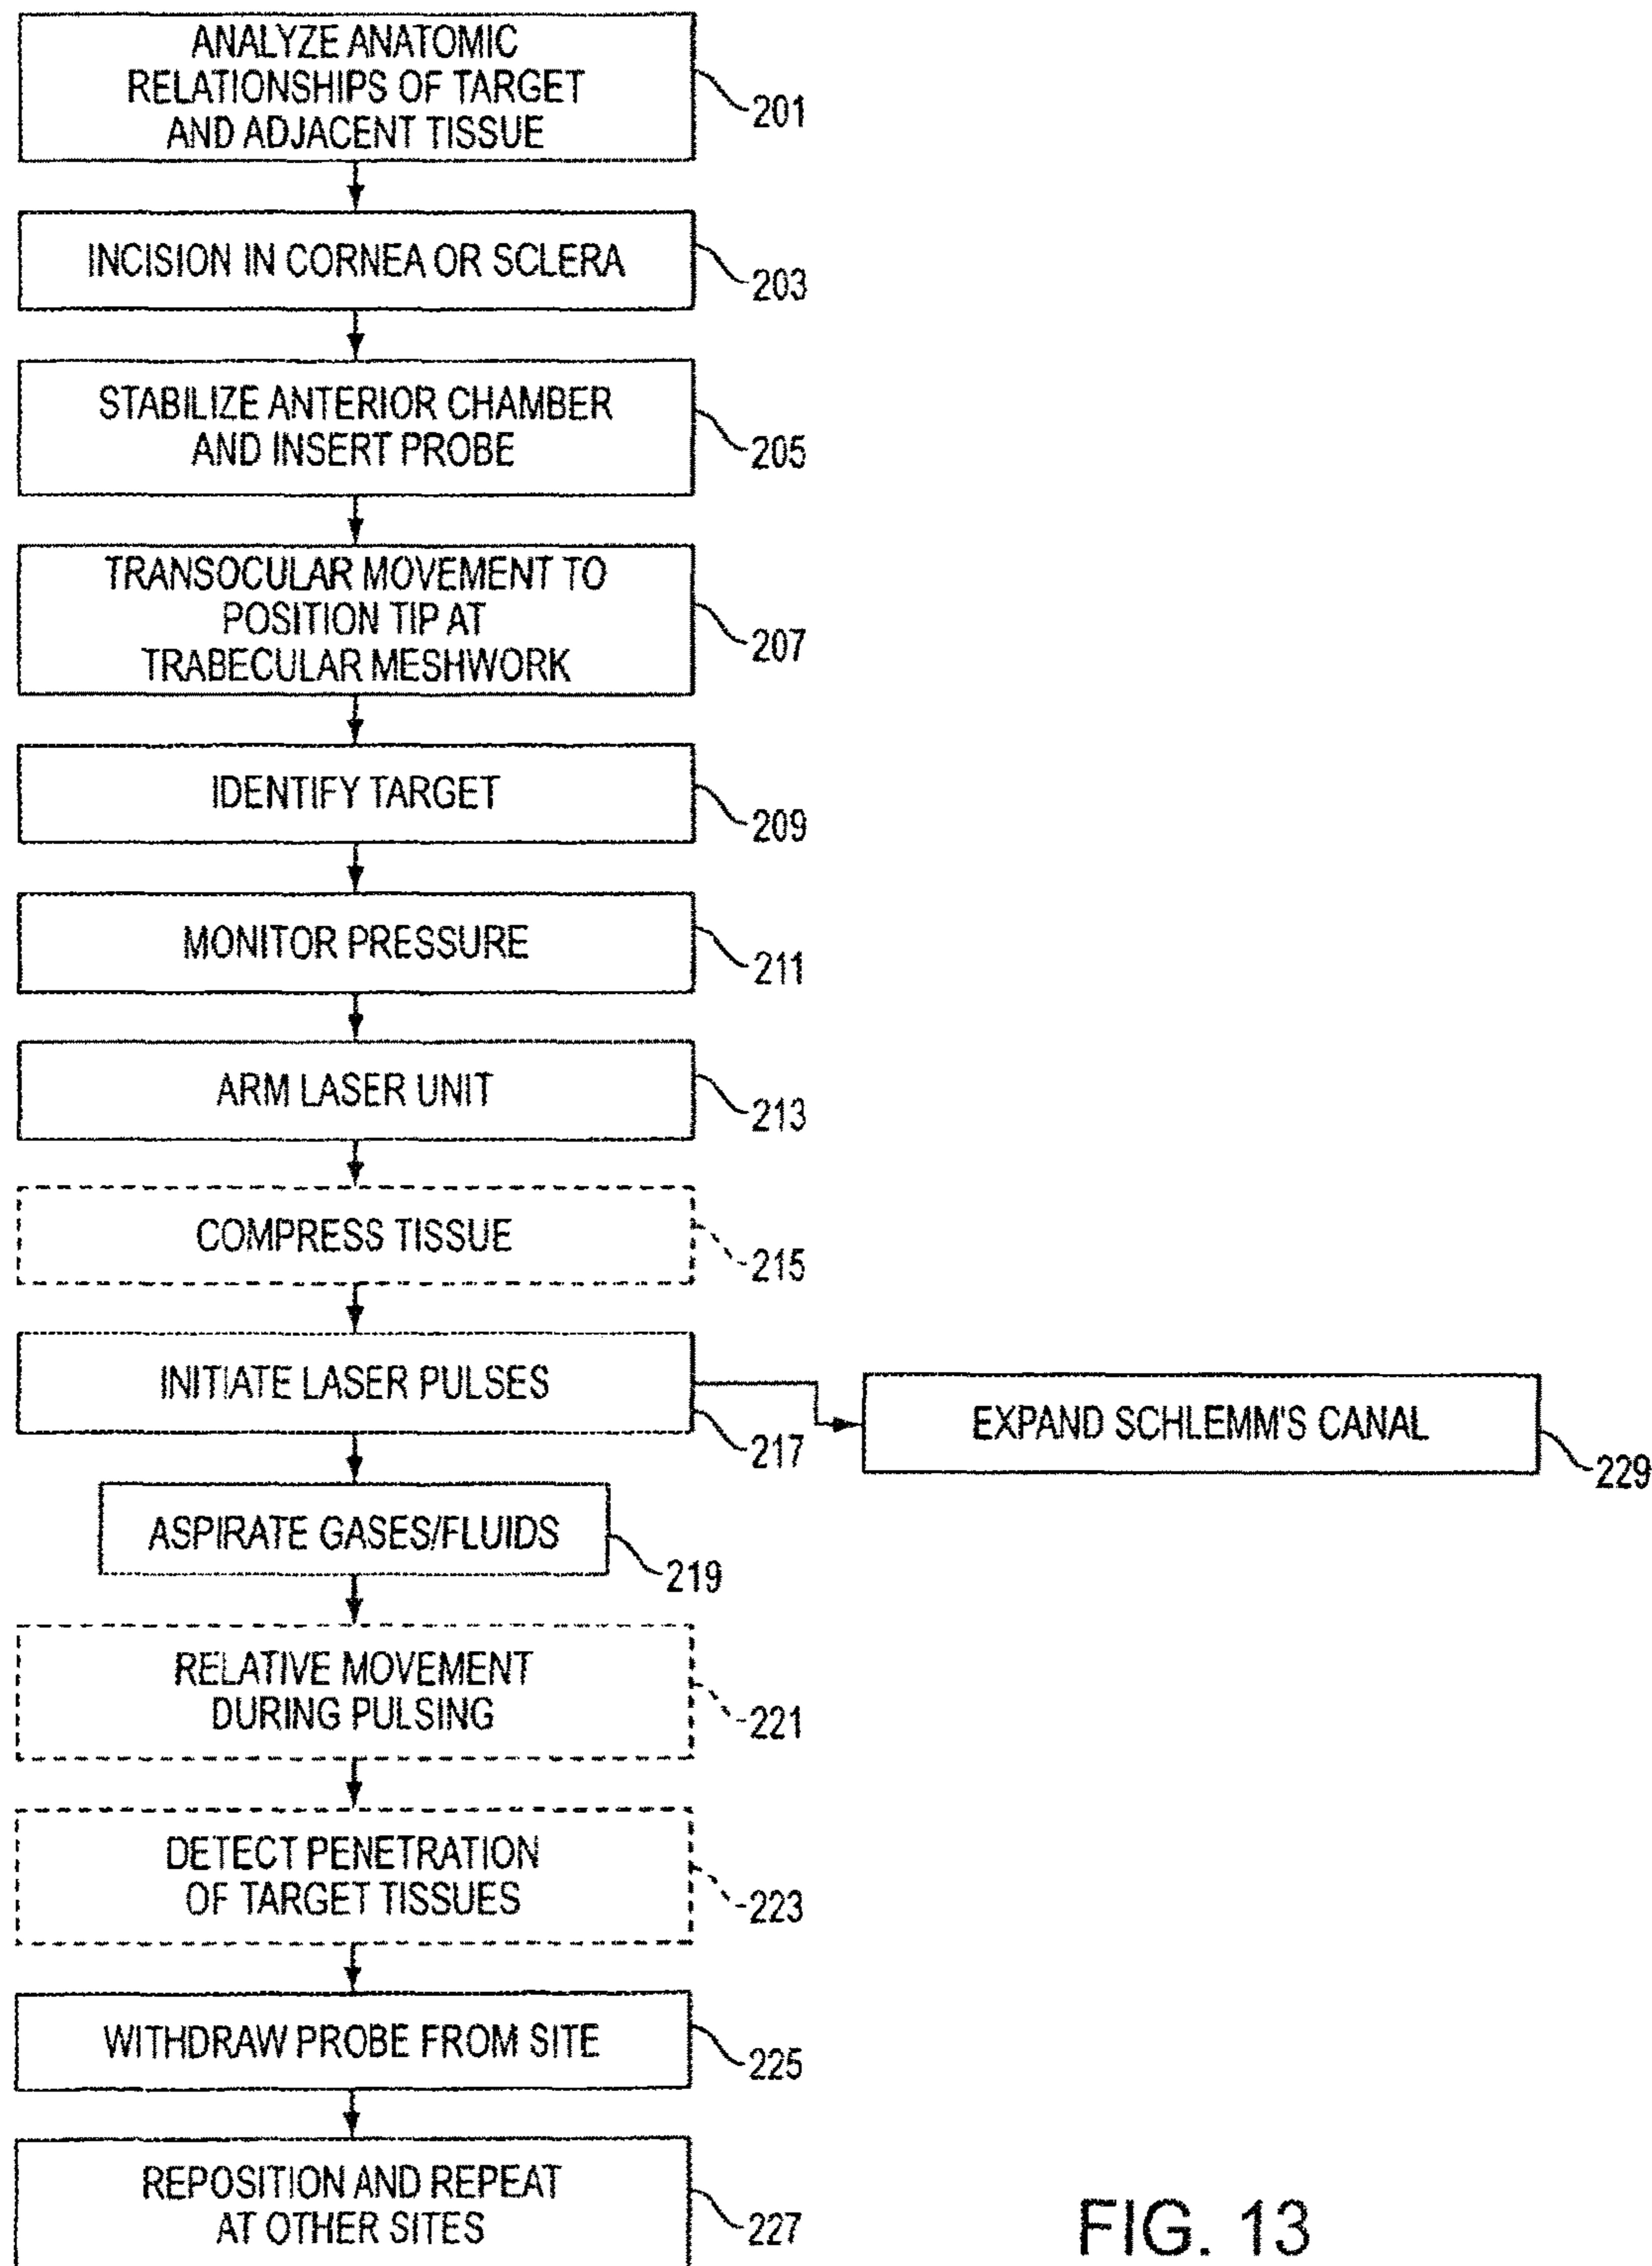 ANALYZE ANATOMIC
RELATIONSHIPS OF TARGET
AND ADJACENT TISSUE
201
INCISION IN CORNEA OR SCLERA
203
STABILIZE ANTERIOR CHAMBER
AND INSERT PROBE
205
TRANSOCULAR MOVEMENT TO
POSITION TIP AT
TRABECULAR MESHWORK
207
IDENTIFY TARGET
209
MONITOR PRESSURE
211
ARM LASER UNIT
213
COMPRESS TISSUE
215
INITIATE LASER PULSES
217
EXPAND SCHLEMM'S CANAL
229
ASPIRATE GASES/FLUIDS
219
RELATIVE MOVEMENT
DURING PULSING
221
DETECT PENETRATION
OF TARGET TISSUES
223
WITHDRAW PROBE FROM SITE
225
REPOSITION AND REPEAT
AT OTHER SITES
227
FIG. 13